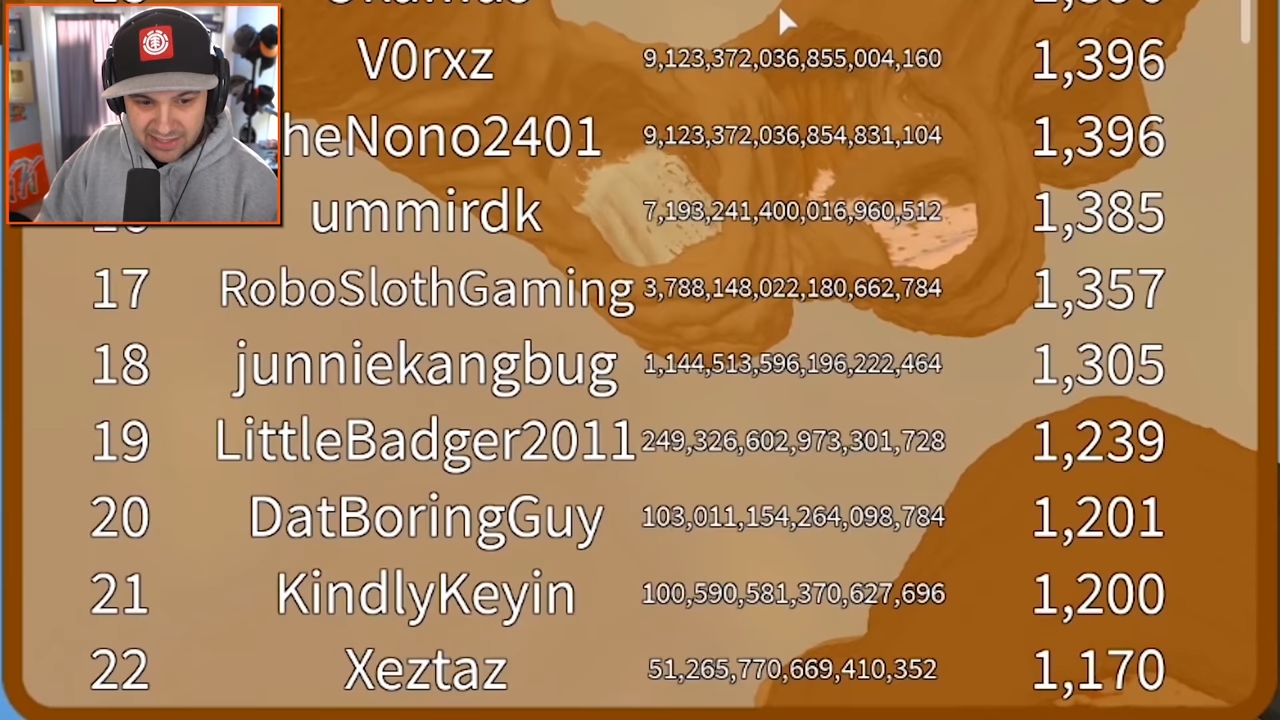 V0rxz 9,123,372,036,855,004,160 1,396
heNono2401 9,123,372,036,854,831,104 1,396
ummirdk 7,193,241,400,016,960,512 1,385
17 RoboSlothGaming 3,788,148,022,180,662,784 1,357
18 junniekangbug 1,144,513,596,196,222,464 1,305
19 LittleBadger2011 249,326,602,973,301,728 1,239
20 DatBoringGuy 103,011,154,264,098,784 1,201
21 KindlyKeyin 100,590,581,370,627,696 1,200
22 Xeztaz 51,265,770,669,410,352 1,170